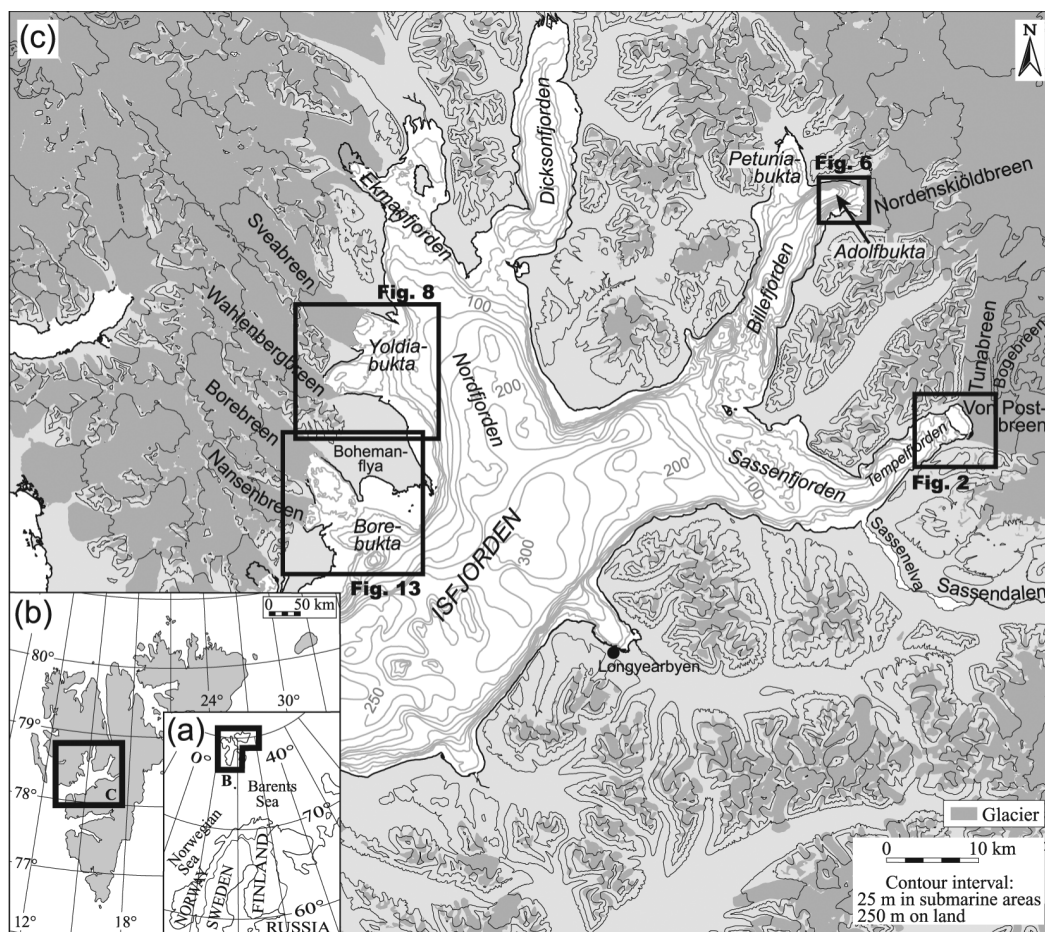 (c)
N
Dicksonfjorden
Ekmanfjorden
Petunia-
bukta
Fig. 6
Nordenskiöldbreen
Adolfbukta
Billefjorden
Sveabreen
Wahlenbergbreen
Borebreen
Nansenbreen
100
Fig. 8
Yoldia-
bukta
Nordfjorden
200
Boheman-
flya
Bore-
bukta
Fig. 13
ISFJORDEN
300
250
200
100
Sassenfjorden
Tempelfjorden
Tunabreen
Bogebreen
Von Post-
breen
Fig. 2
Sassenelva
Sassendalen
Longyearbyen
(b)
0 50 km
80°
79°
78°
77°
24°
30°
12°
18°
C
(a)
0°
40°
B.
Barents
Sea
70°
Norwegian
Sea
NORWAY
SWEDEN
FINLAND
60°
RUSSIA
Glacier
0 10 km
Contour interval:
25 m in submarine areas
250 m on land